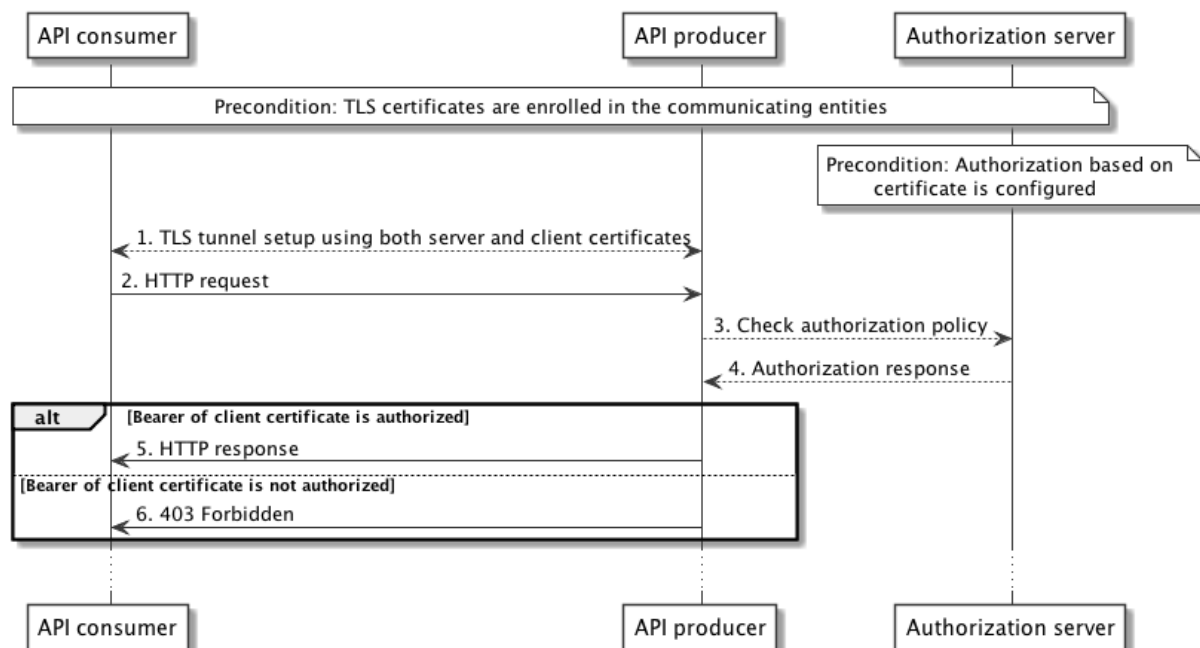 API consumer
API producer
Authorization server
Precondition: TLS certificates are enrolled in the communicating entities
Precondition: Authorization based on
certificate is configured
1. TLS tunnel setup using both server and client certificates
2. HTTP request
3. Check authorization policy
4. Authorization response
alt
[Bearer of client certificate is authorized]
5. HTTP response
[Bearer of client certificate is not authorized]
6. 403 Forbidden
API consumer
API producer
Authorization server